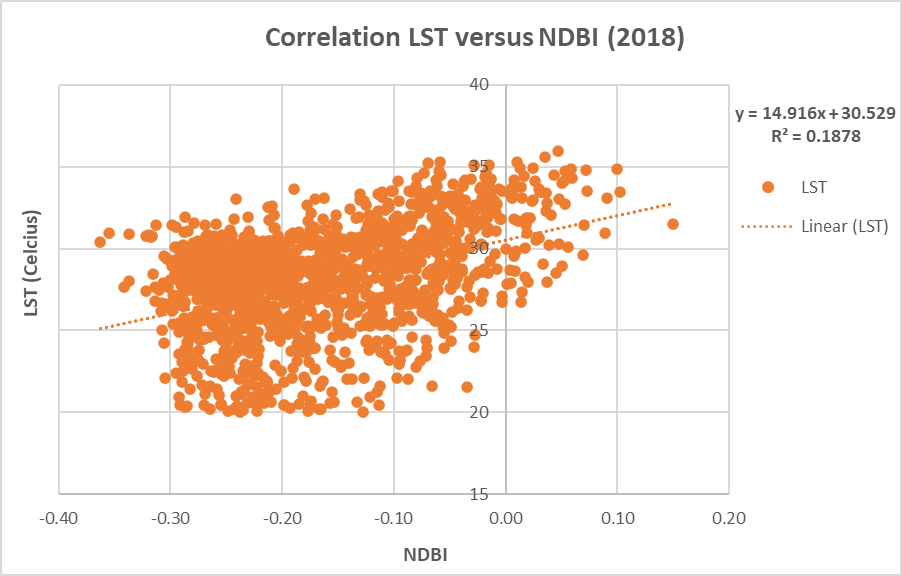 Correlation LST versus NDBI (2018)
y = 14.916x + 30.529
R² = 0.1878
LST
Linear (LST)
LST (Celcius)
40
35
30
25
20
15
-0.40 -0.30 -0.20 -0.10 0.00 0.10 0.20
NDBI